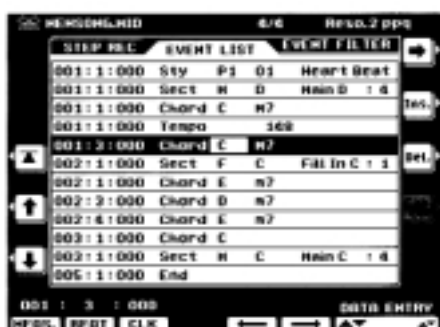 NEWSONG.MID 4/4 Reso.2 ppq
STEP REC EVENT LIST EVENT FILTER
001:1:000 Sty P1 01 Heart Beat
001:1:000 Sect M D Main D : 4
001:1:000 Chord C M7
001:1:000 Tempo 168
001:3:000 Chord C M7
002:1:000 Sect F C Fill In C : 1
002:1:000 Chord E m7
002:3:000 Chord D m7
002:4:000 Chord E m7
003:1:000 Chord C
003:1:000 Sect M C Main C : 4
005:1:000 End
Ins.
Del.
001 : 3 : 000 DATA ENTRY
MEAS. BEAT CLK